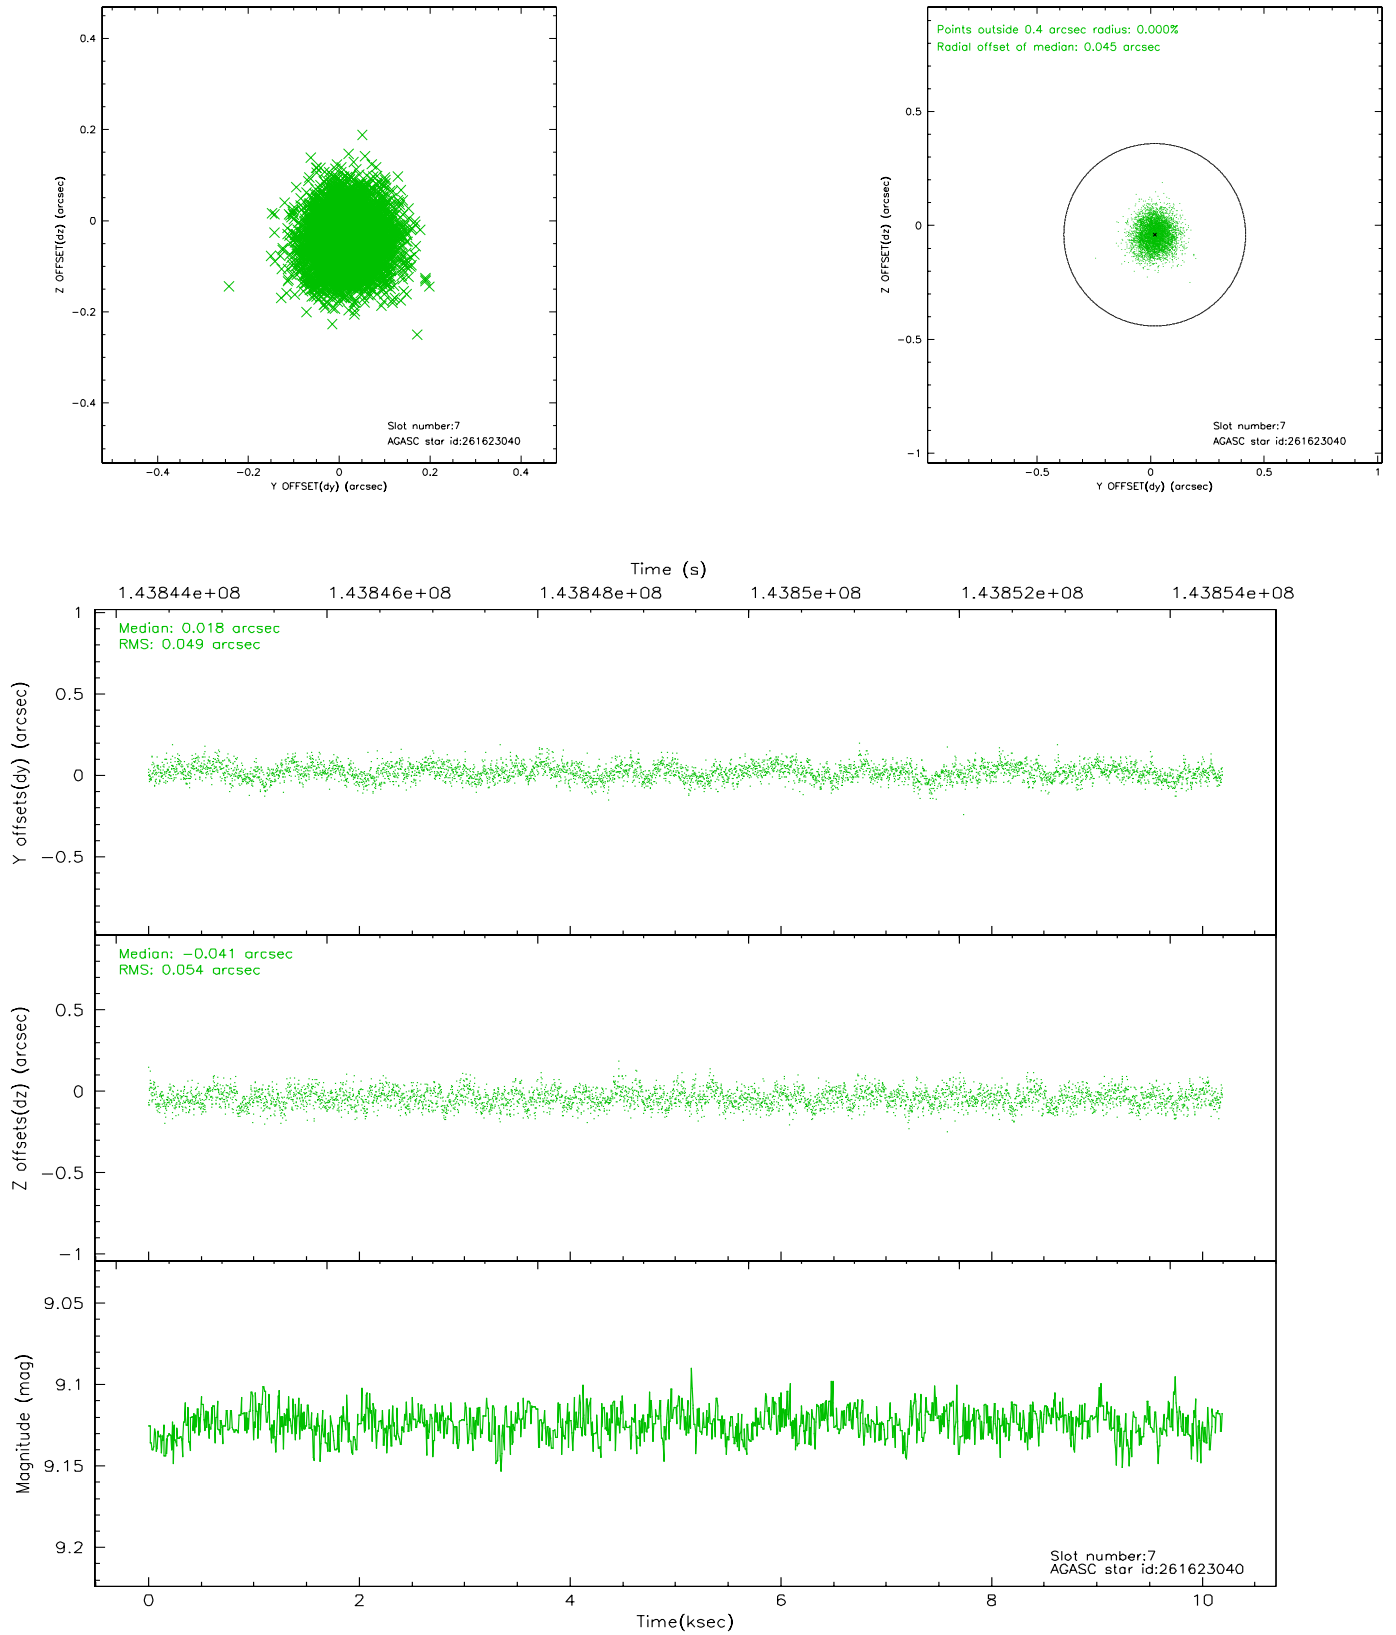 0.4
0.2
0
−0.2
−0.4
Z OFFSET(dz) (arcsec)
Slot number:7
AGASC star id:261623040
−0.4 −0.2 0 0.2 0.4
Y OFFSET(dy) (arcsec)
Points outside 0.4 arcsec radius: 0.000%
Radial offset of median: 0.045 arcsec
0.5
0
−0.5
−1
Z OFFSET(dz) (arcsec)
Slot number:7
AGASC star id:261623040
−0.5 0 0.5 1
Y OFFSET(dy) (arcsec)
Time (s)
1.43844e+08 1.43846e+08 1.43848e+08 1.4385e+08 1.43852e+08 1.43854e+08
Median: 0.018 arcsec
RMS: 0.049 arcsec
1
0.5
0
−0.5
Y offsets(dy) (arcsec)
Median: −0.041 arcsec
RMS: 0.054 arcsec
0.5
0
−0.5
−1
Z offsets(dz) (arcsec)
9.05
9.1
9.15
9.2
Magnitude (mag)
Slot number:7
AGASC star id:261623040
0 2 4 6 8 10
Time(ksec)